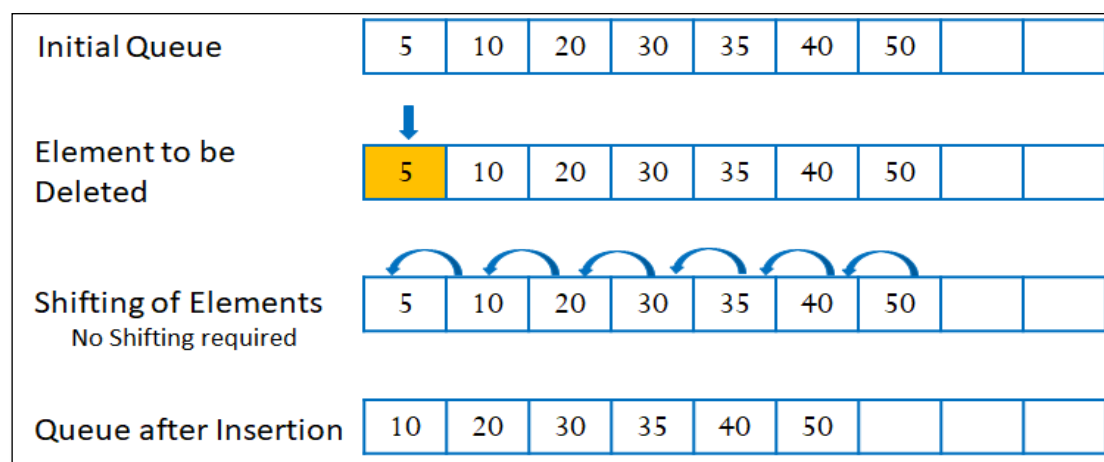 Initial Queue 5 10 20 30 35 40 50
Element to be
Deleted
5 10 20 30 35 40 50
Shifting of Elements 5 10 20 30 35 40 50
No Shifting required
Queue after Insertion 10 20 30 35 40 50